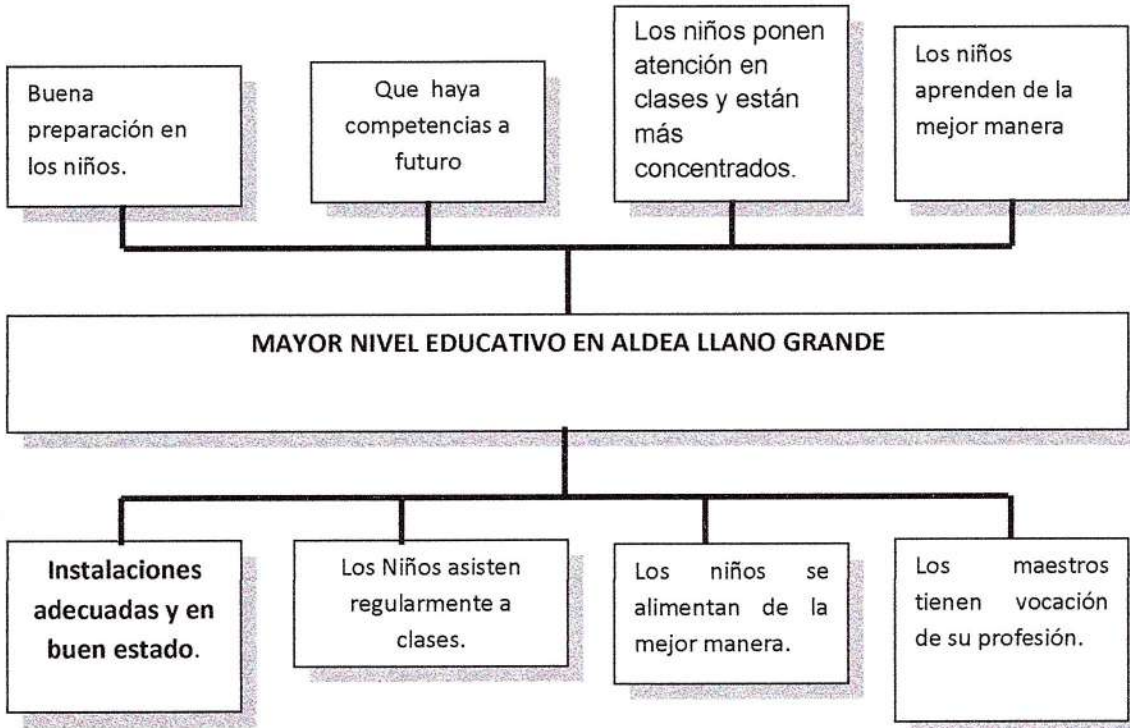 Buena
preparación en
los niños.
Que haya
competencias a
futuro
Los niños ponen
atención en
clases y están
más
concentrados.
Los niños
aprenden de la
mejor manera
MAYOR NIVEL EDUCATIVO EN ALDEA LLANO GRANDE
Instalaciones
adecuadas y en
buen estado.
Los Niños asisten
regularmente a
clases.
Los niños se
alimentan de la
mejor manera.
Los maestros
tienen vocación
de su profesión.